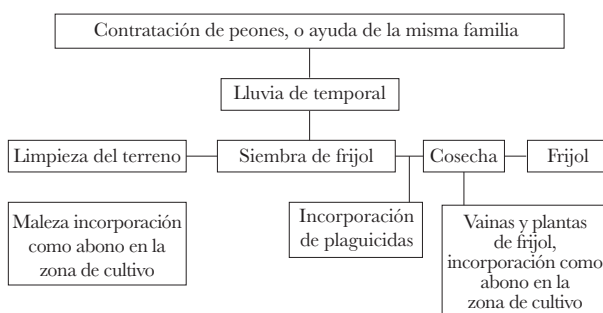 Contratación de peones, o ayuda de la misma familia
Lluvia de temporal
Limpieza del terreno
Siembra de frijol
Cosecha
Frijol
Maleza incorporación
como abono en la
zona de cultivo
Incorporación
de plaguicidas
Vainas y plantas
de frijol,
incorporación como
abono en la
zona de cultivo